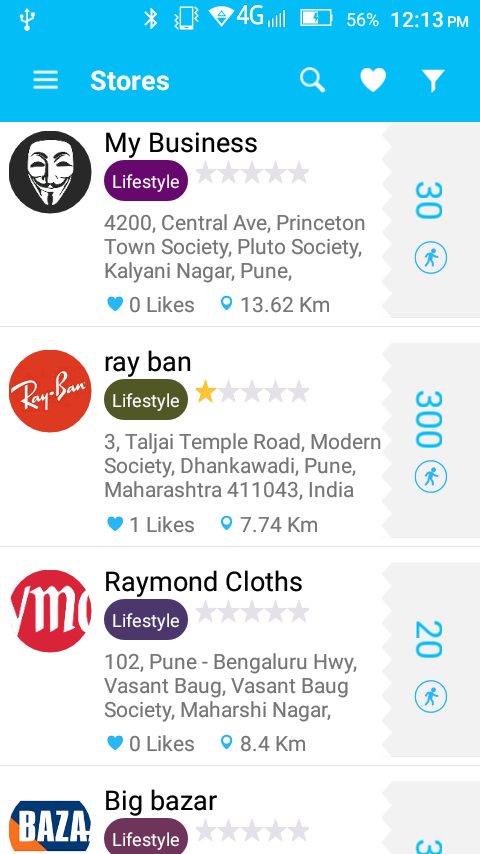 4G 56% 12:13 PM
Stores
My Business
Lifestyle
4200, Central Ave, Princeton
Town Society, Pluto Society,
Kalyani Nagar, Pune,
0 Likes 13.62 Km
30
ray ban
Ray-Ban
Lifestyle
3, Taljai Temple Road, Modern
Society, Dhankawadi, Pune,
Maharashtra 411043, India
1 Likes 7.74 Km
300
Raymond Cloths
Lifestyle
102, Pune - Bengaluru Hwy,
Vasant Baug, Vasant Baug
Society, Maharshi Nagar,
0 Likes 8.4 Km
20
Big bazar
BAZA
Lifestyle